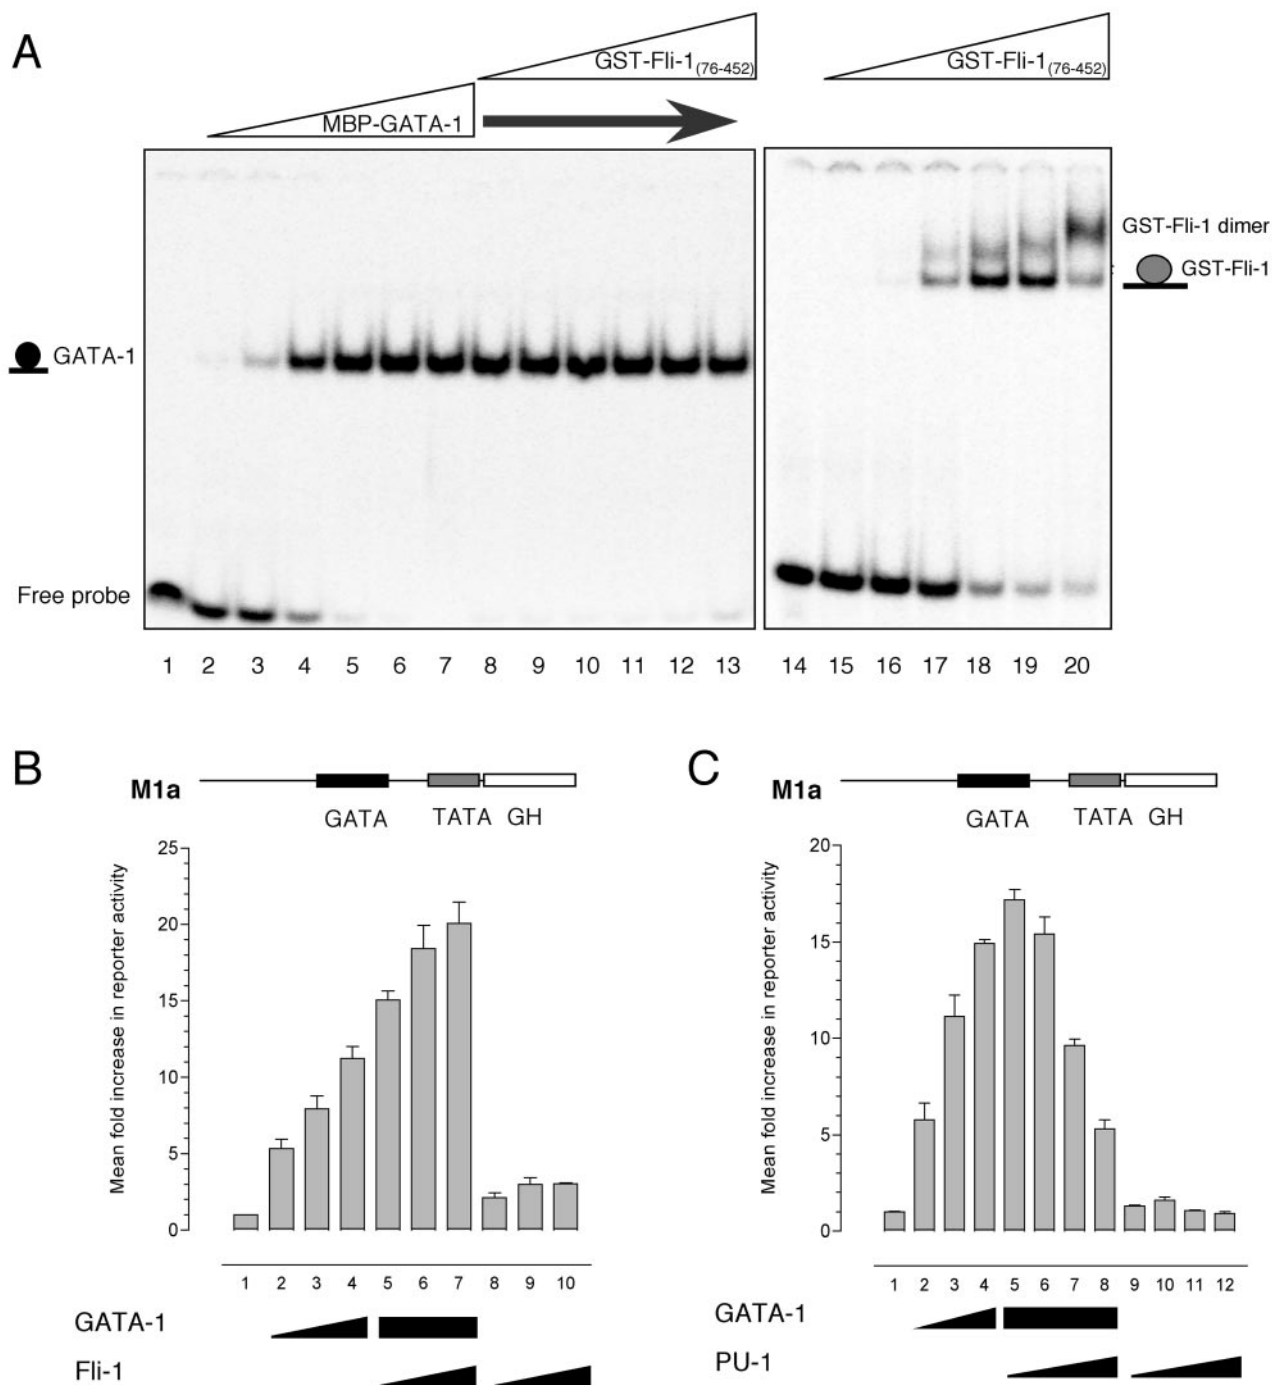 A
GST-Fli-1(76-452)
GST-Fli-1(76-452)
MBP-GATA-1
GST-Fli-1 dimer
GST-Fli-1
GATA-1
Free probe
1 2 3 4 5 6 7 8 9 10 11 12 13 14 15 16 17 18 19 20
B
M1a
GATA TATA GH
Mean fold increase in reporter activity
25
20
15
10
5
0
1 2 3 4 5 6 7 8 9 10
GATA-1
Fli-1
C
M1a
GATA TATA GH
Mean fold increase in reporter activity
20
15
10
5
0
1 2 3 4 5 6 7 8 9 10 11 12
GATA-1
PU-1